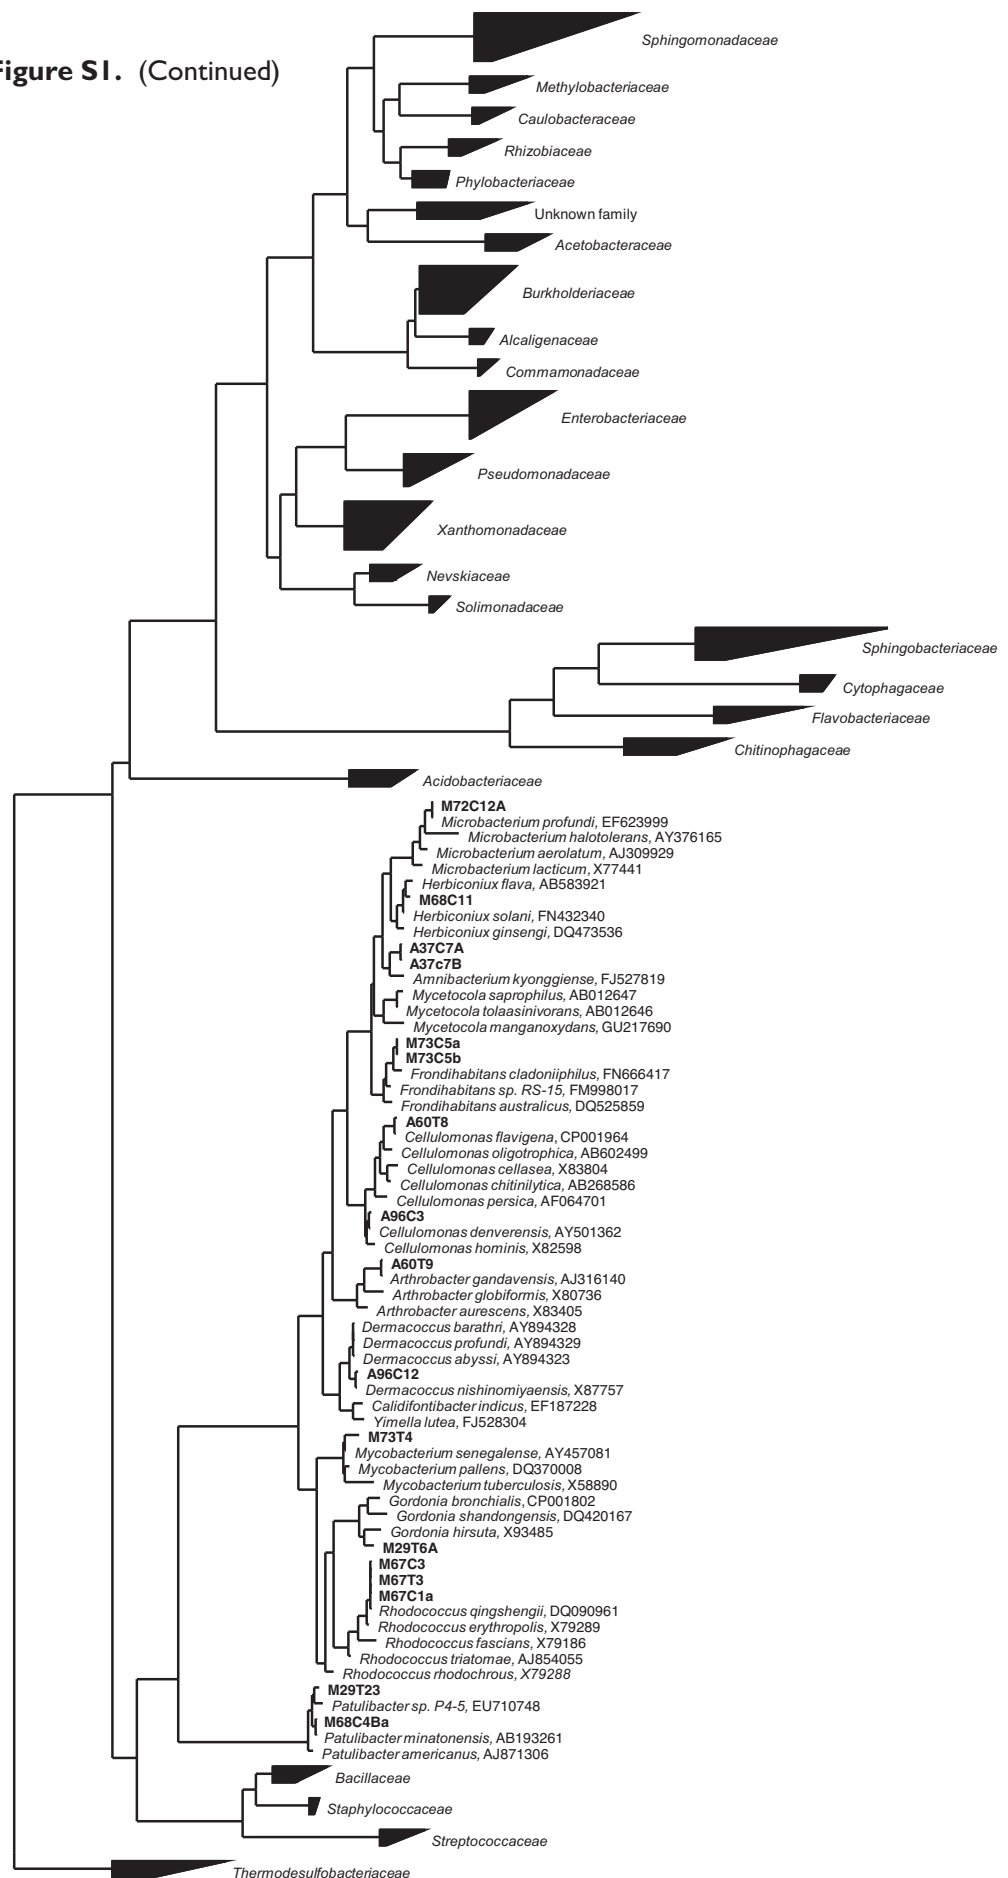 Figure S1. (Continued)
Sphingomonadaceae
Methylobacteriaceae
Caulobacteraceae
Rhizobiaceae
Phylobacteriaceae
Unknown family
Acetobacteraceae
Burkholderiaceae
Alcaligenaceae
Commamonadaceae
Enterobacteriaceae
Pseudomonadaceae
Xanthomonadaceae
Nevskiaceae
Solimonadaceae
Sphingobacteriaceae
Cytophagaceae
Flavobacteriaceae
Chitinophagaceae
Acidobacteriaceae
M72C12A
Microbacterium profundi, EF623999
Microbacterium halotolerans, AY376165
Microbacterium aerolatum, AJ309929
Microbacterium lacticum, X77441
Herbiconiux flava, AB583921
M68C11
Herbiconiux solani, FN432340
Herbiconiux ginsengi, DQ473536
A37C7A
A37c7B
Amnibacterium kyonggiense, FJ527819
Mycetocola saprophilus, AB012647
Mycetocola tolaasinivorans, AB012646
Mycetocola manganoxydans, GU217690
M73C5a
M73C5b
Frondihabitans cladoniiphilus, FN666417
Frondihabitans sp. RS-15, FM998017
Frondihabitans australicus, DQ525859
A60T8
Cellulomonas flavigena, CP001964
Cellulomonas oligotrophica, AB602499
Cellulomonas cellasea, X83804
Cellulomonas chitinilytica, AB268586
Cellulomonas persica, AF064701
A96C3
Cellulomonas denverensis, AY501362
Cellulomonas hominis, X82598
A60T9
Arthrobacter gandavensis, AJ316140
Arthrobacter globiformis, X80736
Arthrobacter aurescens, X83405
Dermacoccus barathri, AY894328
Dermacoccus profundi, AY894329
Dermacoccus abyssi, AY894323
A96C12
Dermacoccus nishinomiyaensis, X87757
Calidifontibacter indicus, EF187228
Yimella lutea, FJ528304
M73T4
Mycobacterium senegalense, AY457081
Mycobacterium pallens, DQ370008
Mycobacterium tuberculosis, X58890
Gordonia bronchialis, CP001802
Gordonia shandongensis, DQ420167
Gordonia hirsuta, X93485
M29T6A
M67C3
M67T3
M67C1a
Rhodococcus qingshengii, DQ090961
Rhodococcus erythropolis, X79289
Rhodococcus fascians, X79186
Rhodococcus triatomae, AJ854055
Rhodococcus rhodochrous, X79288
M29T23
Patulibacter sp. P4-5, EU710748
M68C4Ba
Patulibacter minatonensis, AB193261
Patulibacter americanus, AJ871306
Bacillaceae
Staphylococcaceae
Streptococcaceae
Thermodesulfobacteriaceae